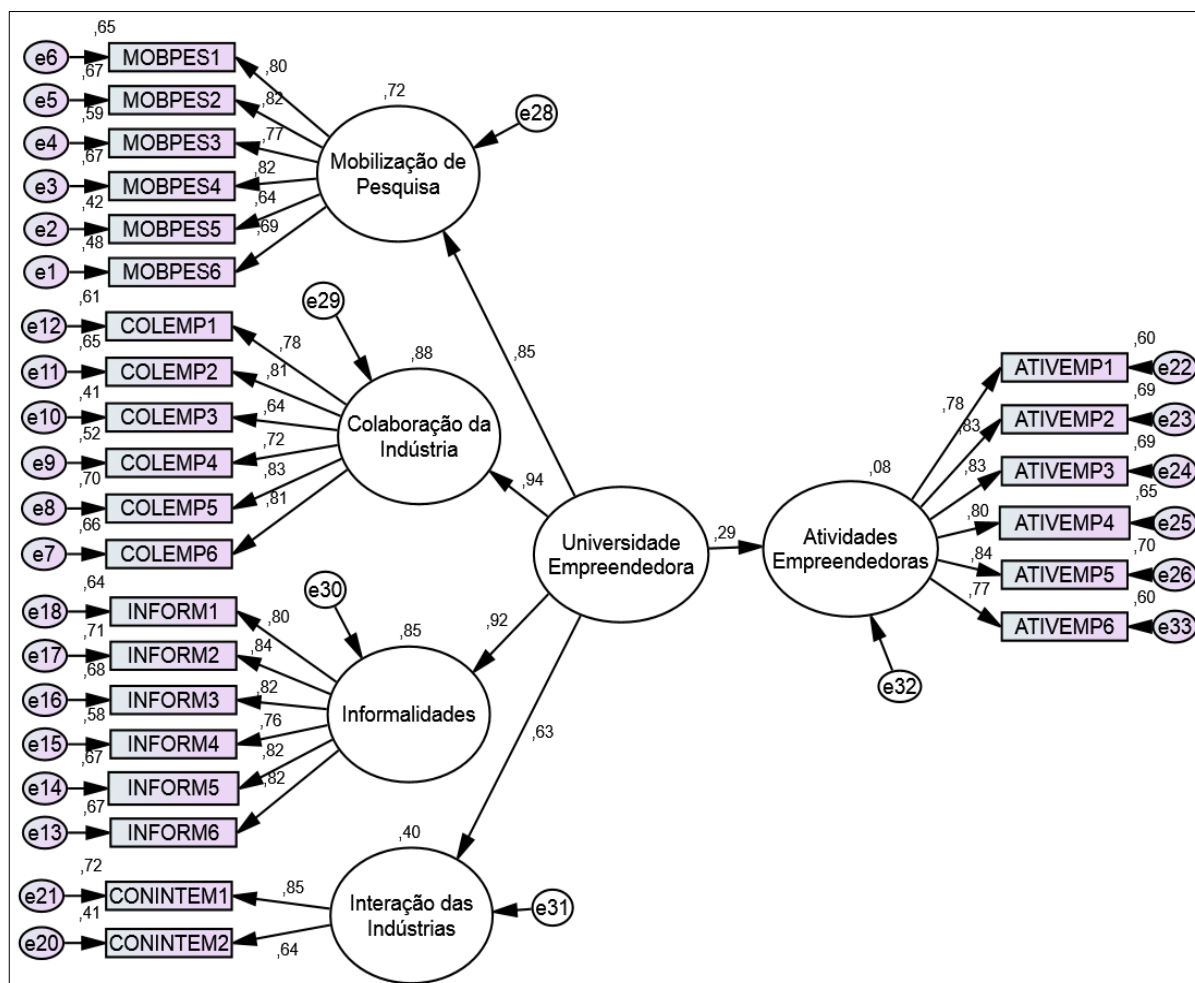 ,65
e6
MOBPES1
,80
,67
e5
MOBPES2
,82
,59
e4
MOBPES3
,77
,67
e3
MOBPES4
,82
,42
e2
MOBPES5
,64
,48
e1
MOBPES6
,69
,72
Mobilização de
Pesquisa
e28
,61
e12
COLEMP1
,78
,65
e11
COLEMP2
,81
,41
e10
COLEMP3
,64
,52
e9
COLEMP4
,72
,70
e8
COLEMP5
,83
,66
e7
COLEMP6
,81
e29
,88
Colaboração da
Indústria
,85
,94
,64
e18
INFORM1
,80
,71
e17
INFORM2
,84
,68
e16
INFORM3
,82
,58
e15
INFORM4
,76
,67
e14
INFORM5
,82
,67
e13
INFORM6
,82
e30
,85
Informalidades
,92
,63
,72
e21
CONINTEM1
,85
,41
e20
CONINTEM2
,64
,40
Interação das
Indústrias
e31
Universidade
Empreendedora
,29
,08
Atividades
Empreendedoras
e32
,78
ATIVEMP1
,60
e22
,83
ATIVEMP2
,69
e23
,83
ATIVEMP3
,69
e24
,80
ATIVEMP4
,65
e25
,84
ATIVEMP5
,70
e26
,77
ATIVEMP6
,60
e33